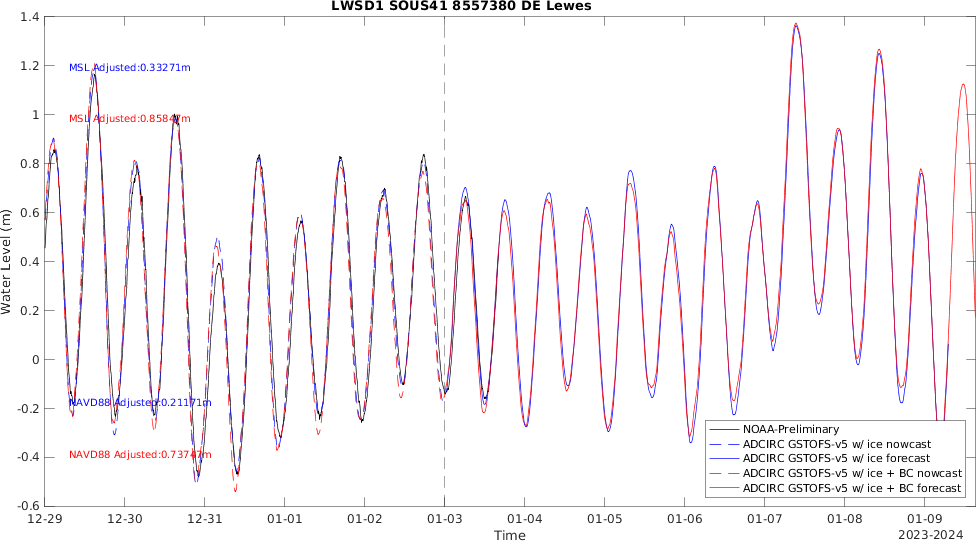 LWSD1 SOUS41 8557380 DE Lewes
Water Level (m)
1.4
1.2
1
0.8
0.6
0.4
0.2
0
-0.2
-0.4
-0.6
MSL Adjusted:0.33271m
MSL Adjusted:0.85847m
NAVD88 Adjusted:0.21171m
NAVD88 Adjusted:0.73747m
NOAA-Preliminary
ADCIRC GSTOFS-v5 w/ ice nowcast
ADCIRC GSTOFS-v5 w/ ice forecast
ADCIRC GSTOFS-v5 w/ ice + BC nowcast
ADCIRC GSTOFS-v5 w/ ice + BC forecast
12-29 12-30 12-31 01-01 01-02 01-03 01-04 01-05 01-06 01-07 01-08 01-09
Time
2023-2024